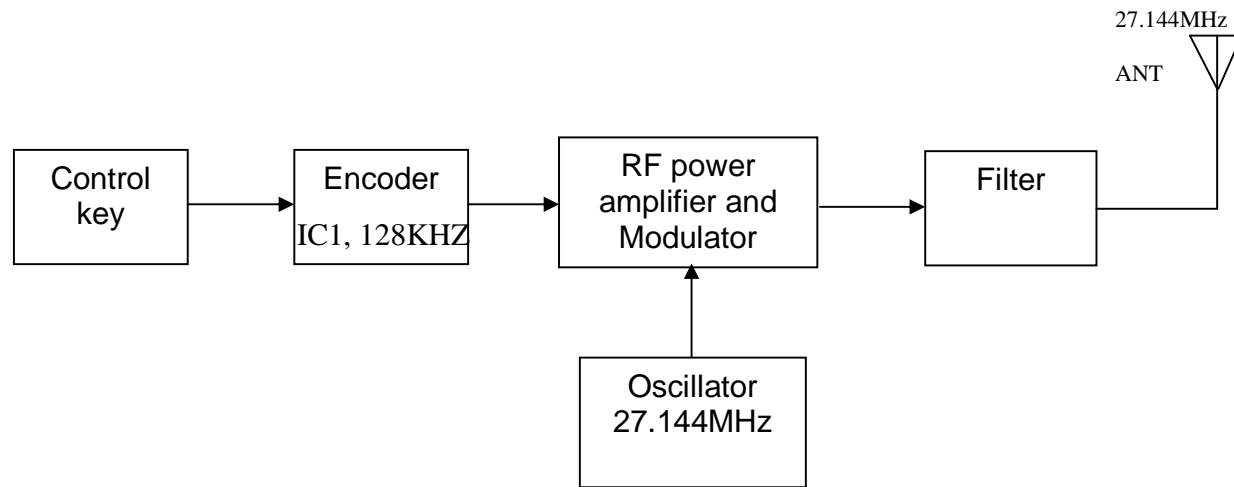 27.144MHz
ANT
Control
key
Encoder
IC1, 128KHZ
RF power
amplifier and
Modulator
Filter
Oscillator
27.144MHz